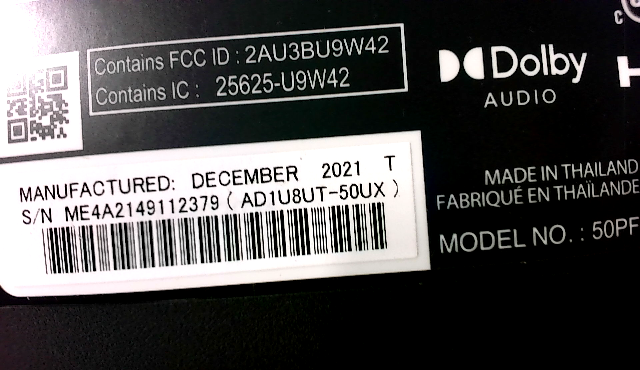 Contains FCC ID : 2AU3BU9W42
Contains IC : 25625-U9W42
Dolby
AUDIO
MANUFACTURED: DECEMBER 2021 T
S/N ME4A2149112379 ( AD1U8UT-50UX )
MADE IN THAILAND
FABRIQUÉ EN THAÏLANDE
MODEL NO. : 50PF